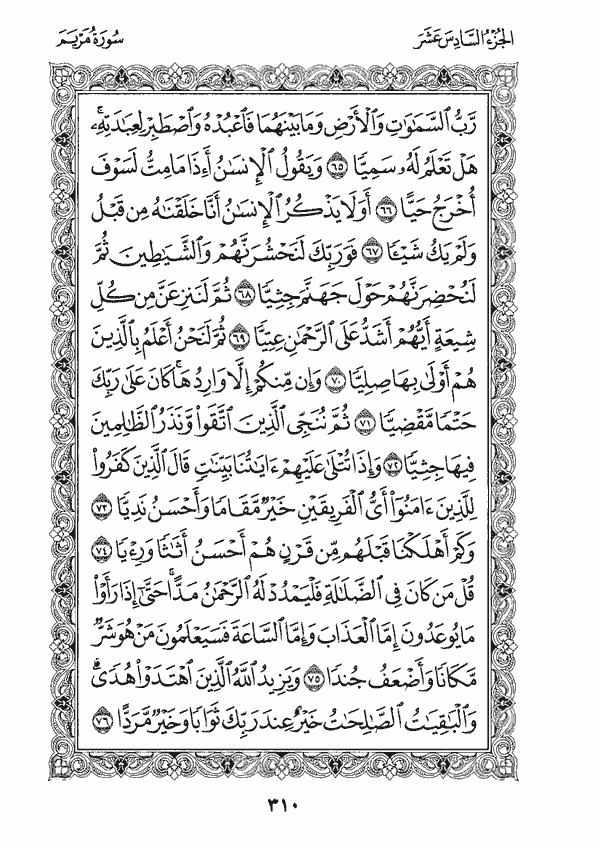 الجزء السادس عشر
سورة مريم
رَّبُّ ٱلسَّمَٰوَٰتِ وَٱلْأَرْضِ وَمَا بَيْنَهُمَا فَٱعْبُدْهُ وَٱصْطَبِرْ لِعِبَٰدَتِهِۦ ۚ
هَلْ تَعْلَمُ لَهُۥ سَمِيًّا ٦٥ وَيَقُولُ ٱلْإِنسَٰنُ أَءِذَا مَا مِتُّ لَسَوْفَ
أُخْرَجُ حَيًّا ٦٦ أَوَلَا يَذْكُرُ ٱلْإِنسَٰنُ أَنَّا خَلَقْنَٰهُ مِن قَبْلُ
وَلَمْ يَكُ شَيْـًٔا ٦٧ فَوَرَبِّكَ لَنَحْشُرَنَّهُمْ وَٱلشَّيَٰطِينَ ثُمَّ
لَنُحْضِرَنَّهُمْ حَوْلَ جَهَنَّمَ جِثِيًّا ٦٨ ثُمَّ لَنَنزِعَنَّ مِن كُلِّ
شِيعَةٍ أَيُّهُمْ أَشَدُّ عَلَى ٱلرَّحْمَٰنِ عِتِيًّا ٦٩ ثُمَّ لَنَحْنُ أَعْلَمُ بِٱلَّذِينَ
هُمْ أَوْلَىٰ بِهَا صِلِيًّا ٧٠ وَإِن مِّنكُمْ إِلَّا وَارِدُهَا ۚ كَانَ عَلَىٰ رَبِّكَ
حَتْمًا مَّقْضِيًّا ٧١ ثُمَّ نُنَجِّى ٱلَّذِينَ ٱتَّقَوا۟ وَّنَذَرُ ٱلظَّٰلِمِينَ
فِيهَا جِثِيًّا ٧٢ وَإِذَا تُتْلَىٰ عَلَيْهِمْ ءَايَٰتُنَا بَيِّنَٰتٍ قَالَ ٱلَّذِينَ كَفَرُوا۟
لِلَّذِينَ ءَامَنُوٓا۟ أَىُّ ٱلْفَرِيقَيْنِ خَيْرٌ مَّقَامًا وَأَحْسَنُ نَدِيًّا ٧٣
وَكَمْ أَهْلَكْنَا قَبْلَهُم مِّن قَرْنٍ هُمْ أَحْسَنُ أَثَٰثًا وَرِءْيًا ٧٤
قُلْ مَن كَانَ فِى ٱلضَّلَٰلَةِ فَلْيَمْدُدْ لَهُ ٱلرَّحْمَٰنُ مَدًّا ۚ حَتَّىٰٓ إِذَا رَأَوْا۟
مَا يُوعَدُونَ إِمَّا ٱلْعَذَابَ وَإِمَّا ٱلسَّاعَةَ فَسَيَعْلَمُونَ مَنْ هُوَ شَرٌّ
مَّكَانًا وَأَضْعَفُ جُندًا ٧٥ وَيَزِيدُ ٱللَّهُ ٱلَّذِينَ ٱهْتَدَوْا۟ هُدًى ۗ
وَٱلْبَٰقِيَٰتُ ٱلصَّٰلِحَٰتُ خَيْرٌ عِندَ رَبِّكَ ثَوَابًا وَخَيْرٌ مَّرَدًّا ٧٦
٣١٠